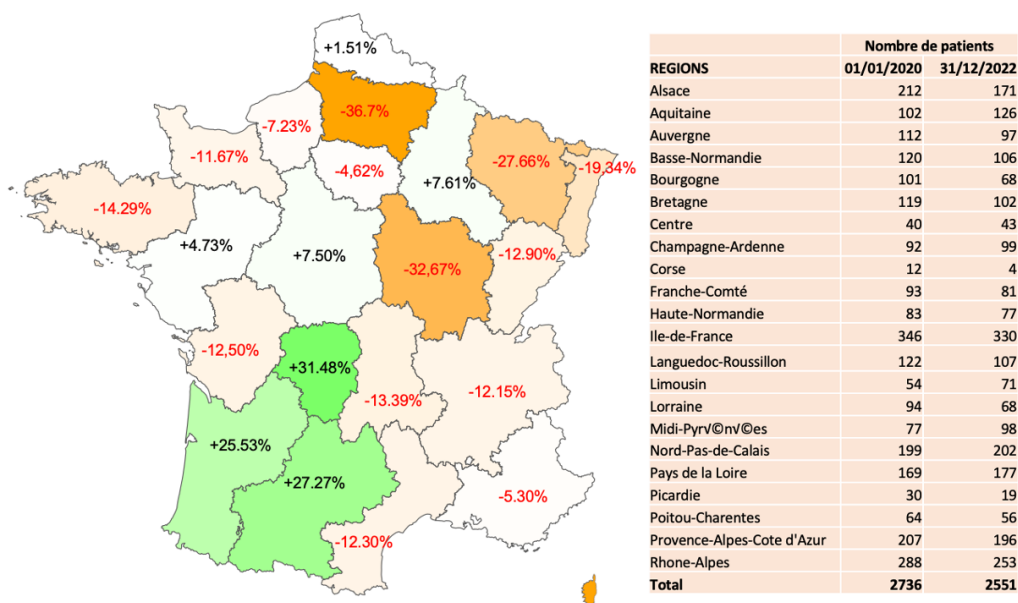 +1.51%
-36.7%
-7.23%
-11.67%
-4,62%
+7.61%
-27.66%
-19,34%
-14.29%
+4.73%
+7.50%
-32,67%
-12.90%
-12,50%
+31.48%
-13.39%
-12.15%
+25.53%
+27.27%
-5.30%
-12.30%
Nombre de patients
REGIONS 01/01/2020 31/12/2022
Alsace 212 171
Aquitaine 102 126
Auvergne 112 97
Basse-Normandie 120 106
Bourgogne 101 68
Bretagne 119 102
Centre 40 43
Champagne-Ardenne 92 99
Corse 12 4
Franche-Comté 93 81
Haute-Normandie 83 77
Ile-de-France 346 330
Languedoc-Roussillon 122 107
Limousin 54 71
Lorraine 94 68
Midi-Pyr√©n√©es 77 98
Nord-Pas-de-Calais 199 202
Pays de la Loire 169 177
Picardie 30 19
Poitou-Charentes 64 56
Provence-Alpes-Cote d'Azur 207 196
Rhone-Alpes 288 253
Total 2736 2551